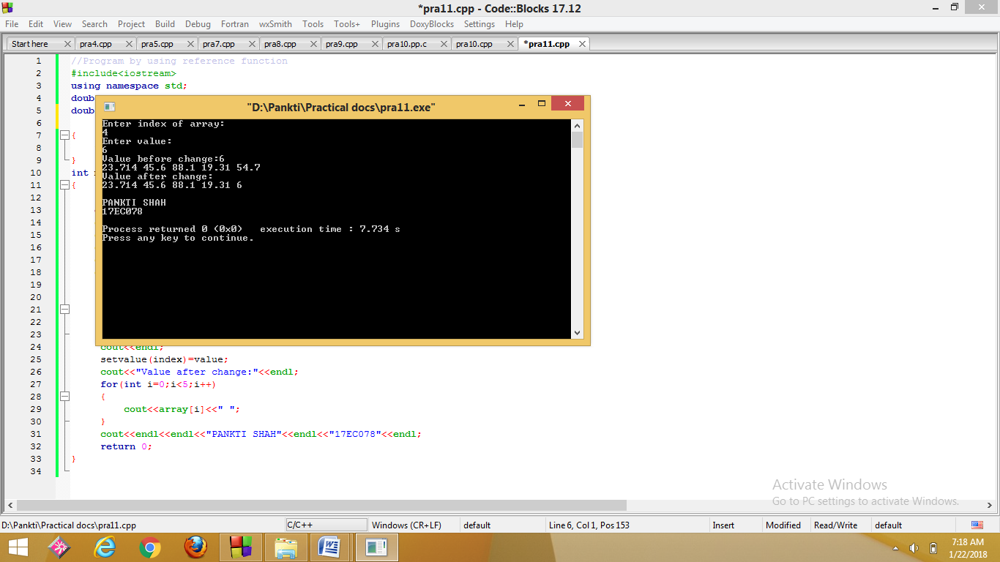 *pra11.cpp - Code::Blocks 17.12
File Edit View Search Project Build Debug Fortran wxSmith Tools Tools+ Plugins DoxyBlocks Settings Help
Start here pra4.cpp pra5.cpp pra7.cpp pra8.cpp pra9.cpp pra10.pp.c pra10.cpp *pra11.cpp
1 //Program by using reference function
2 #include<iostream>
3 using namespace std;
4 doub
5 doub
6
7 {
8
9 }
10 int
11 {
12
13
14
15
16
17
18
19
20
21
22
23
24 cout<<endl;
25 setvalue(index)=value;
26 cout<<"Value after change:"<<endl;
27 for(int i=0;i<5;i++)
28 {
29 cout<<array[i]<<" ";
30 }
31 cout<<endl<<endl<<"PANKTI SHAH"<<endl<<"17EC078"<<endl;
32 return 0;
33 }
34
"D:\Pankti\Practical docs\pra11.exe"
Enter index of array:
4
Enter value:
6
Value before change:6
23.714 45.6 88.1 19.31 54.7
Value after change:
23.714 45.6 88.1 19.31 6
PANKTI SHAH
17EC078
Process returned 0 (0x0) execution time : 7.734 s
Press any key to continue.
Activate Windows
Go to PC settings to activate Windows.
D:\Pankti\Practical docs\pra11.cpp C/C++ Windows (CR+LF) default Line 6, Col 1, Pos 153 Insert Modified Read/Write default
7:18 AM
1/22/2018